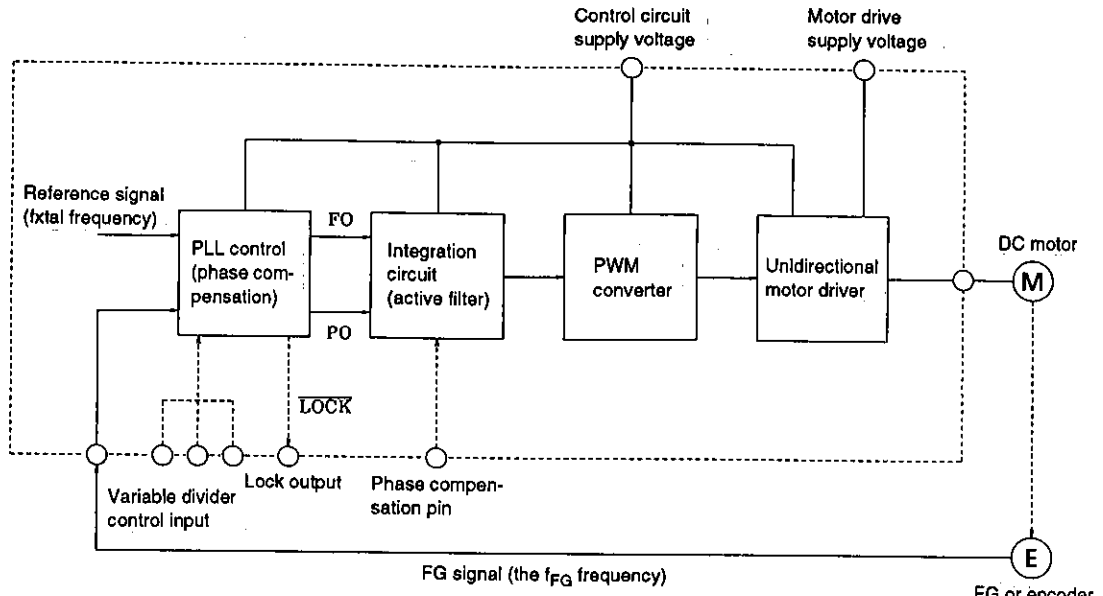 Control circuit
supply voltage
Motor drive
supply voltage
Reference signal
(fxtal frequency)
PLL control
(phase com-
pensation)
FO
PO
Integration
circuit
(active filter)
PWM
converter
Unidirectional
motor driver
DC motor
M
LOCK
Variable divider
control input
Lock output
Phase compen-
sation pin
FG signal (the fFG frequency)
E
FG or encoder